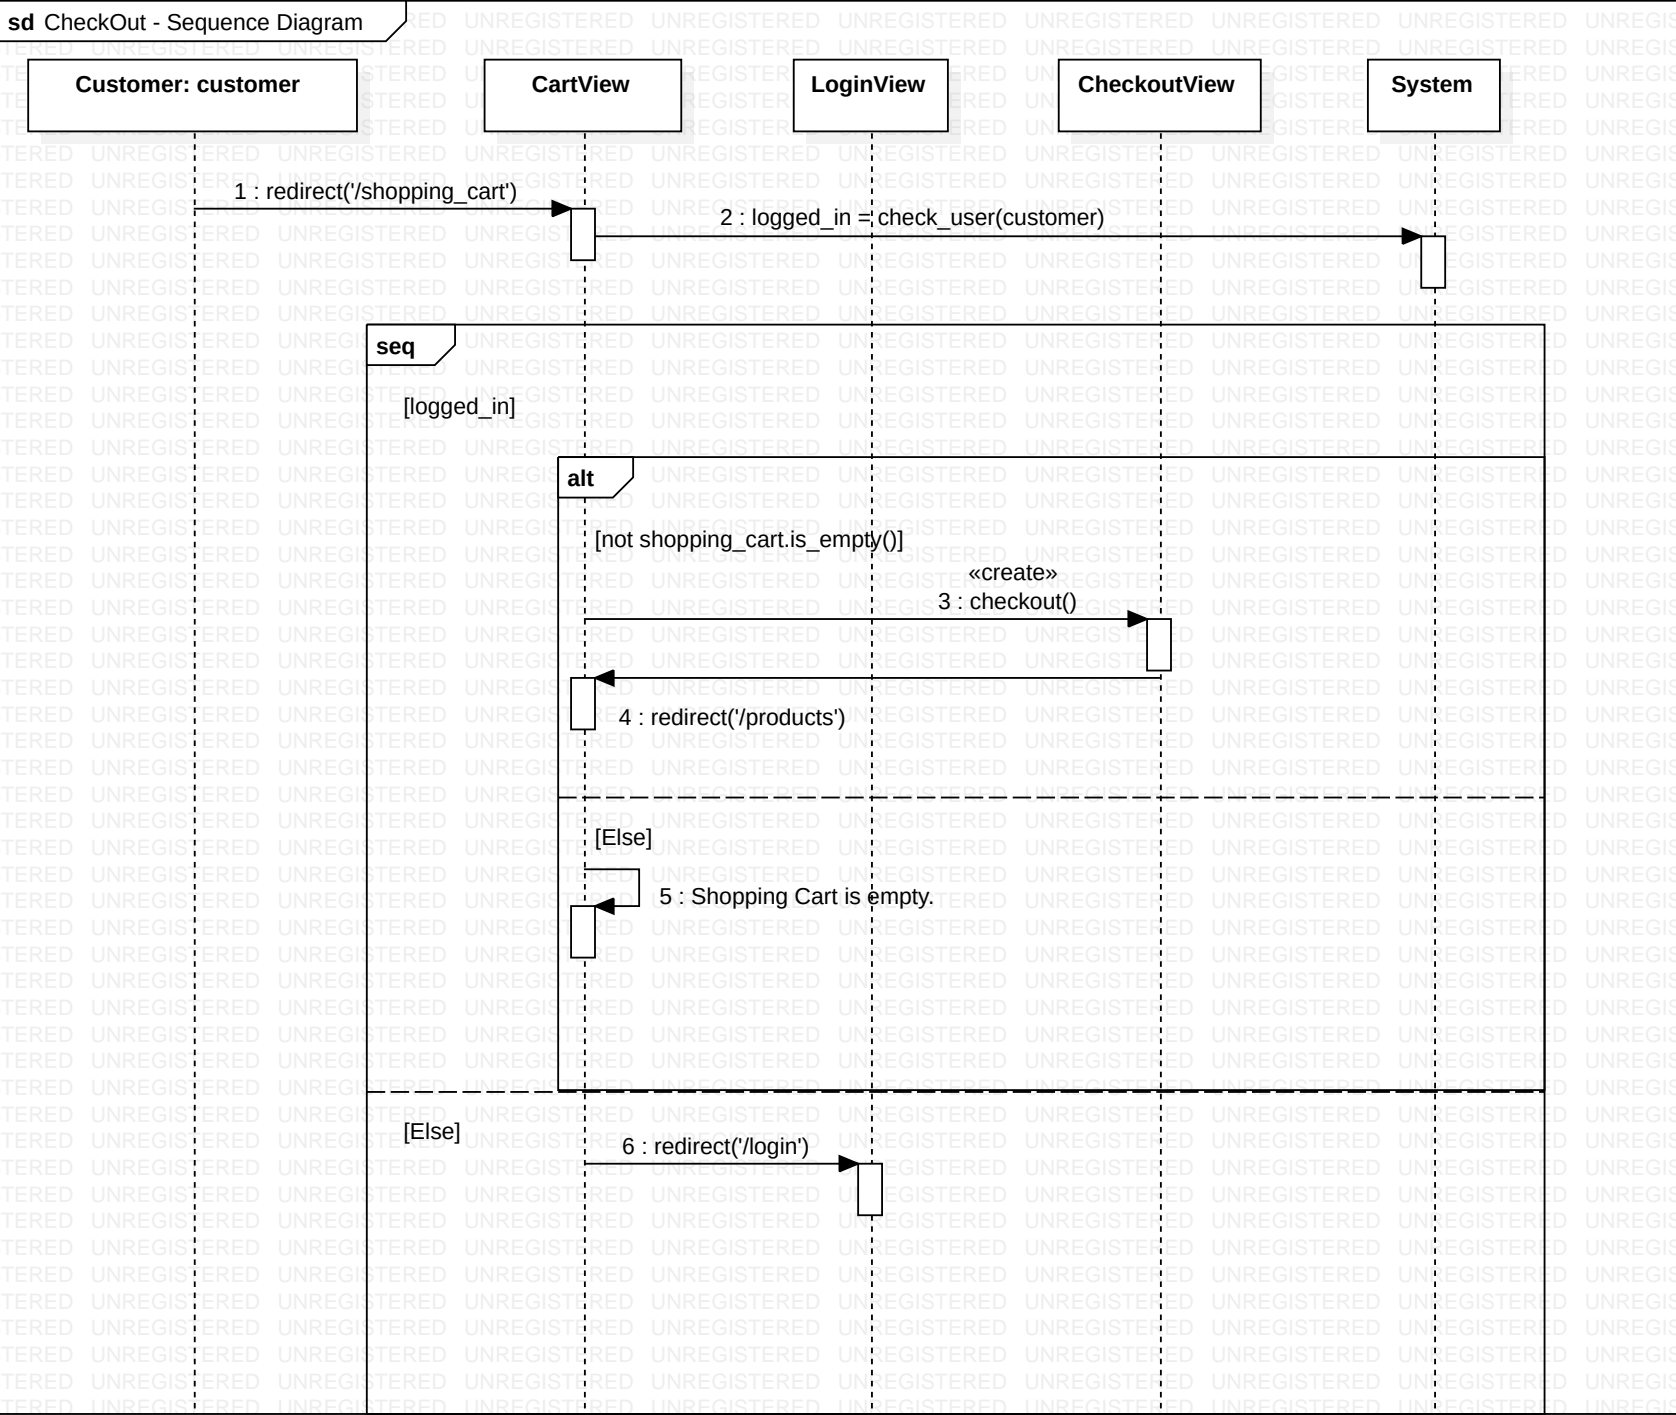 sd CheckOut - Sequence Diagram
Customer: customer
CartView
LoginView
CheckoutView
System
1 : redirect('/shopping_cart')
2 : logged_in = check_user(customer)
seq
[logged_in]
alt
[not shopping_cart.is_empty()]
«create»
3 : checkout()
4 : redirect('/products')
[Else]
5 : Shopping Cart is empty.
[Else]
6 : redirect('/login')
UNREGISTERED